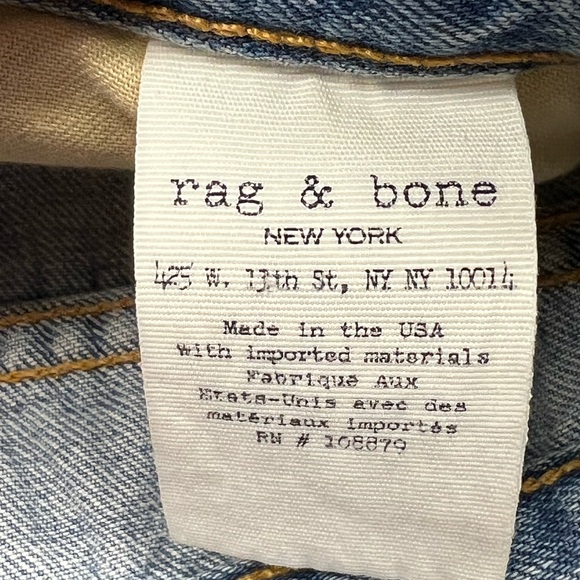 rag & bone
NEW YORK
425 W. 13th St, NY NY 10014
Made in the USA
with imported materials
Fabriqué Aux
Etats-Unis avec des
matériaux importés
RN # 108879